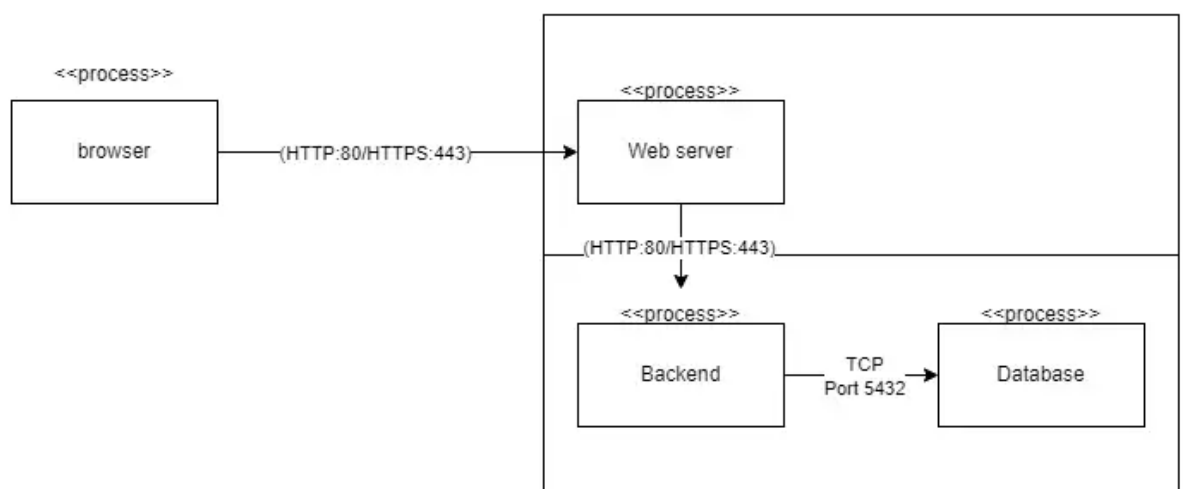 <<process>>
browser
(HTTP:80/HTTPS:443)
<<process>>
Web server
(HTTP:80/HTTPS:443)
<<process>>
Backend
TCP
Port 5432
<<process>>
Database